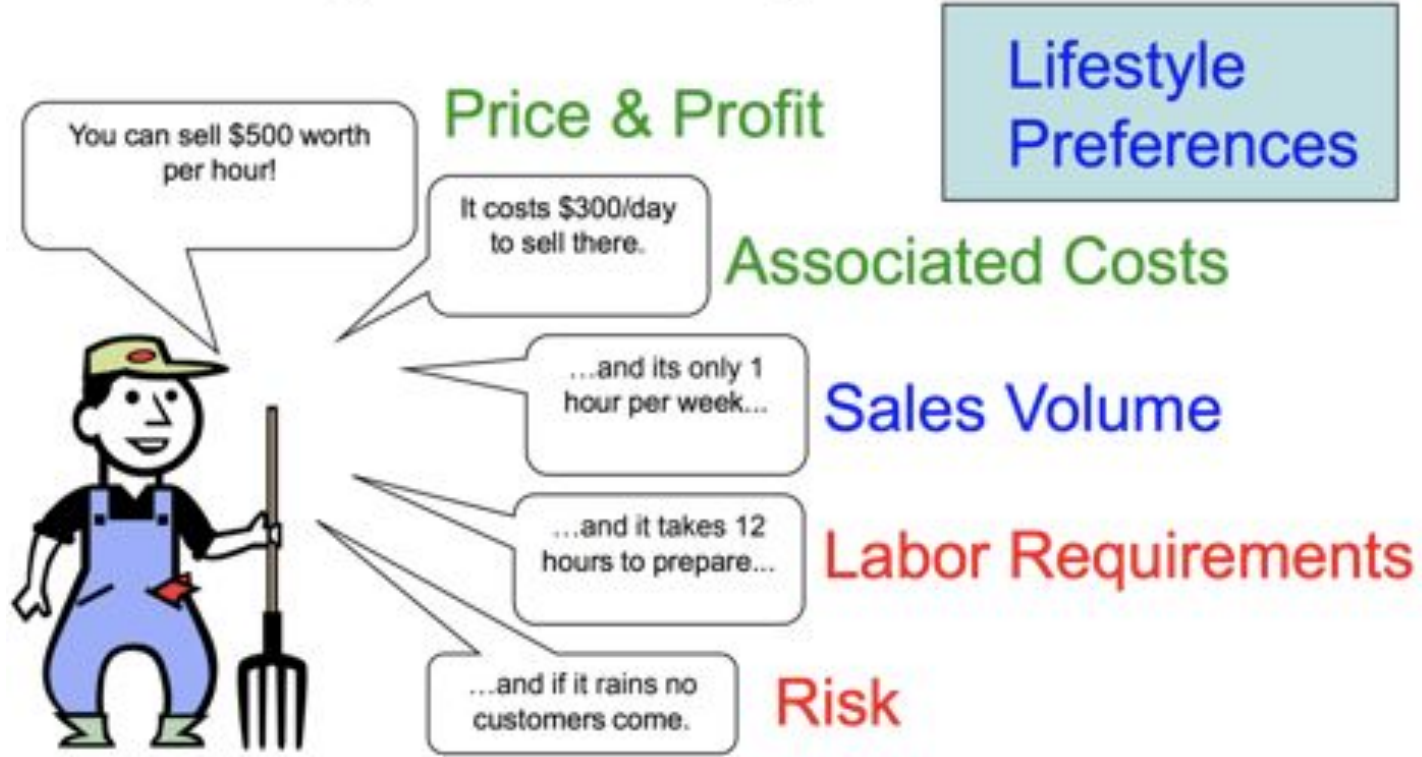 Lifestyle
Preferences
Price & Profit
You can sell $500 worth
per hour!
It costs $300/day
to sell there.
Associated Costs
...and its only 1
hour per week...
Sales Volume
...and it takes 12
hours to prepare...
Labor Requirements
...and if it rains no
customers come.
Risk